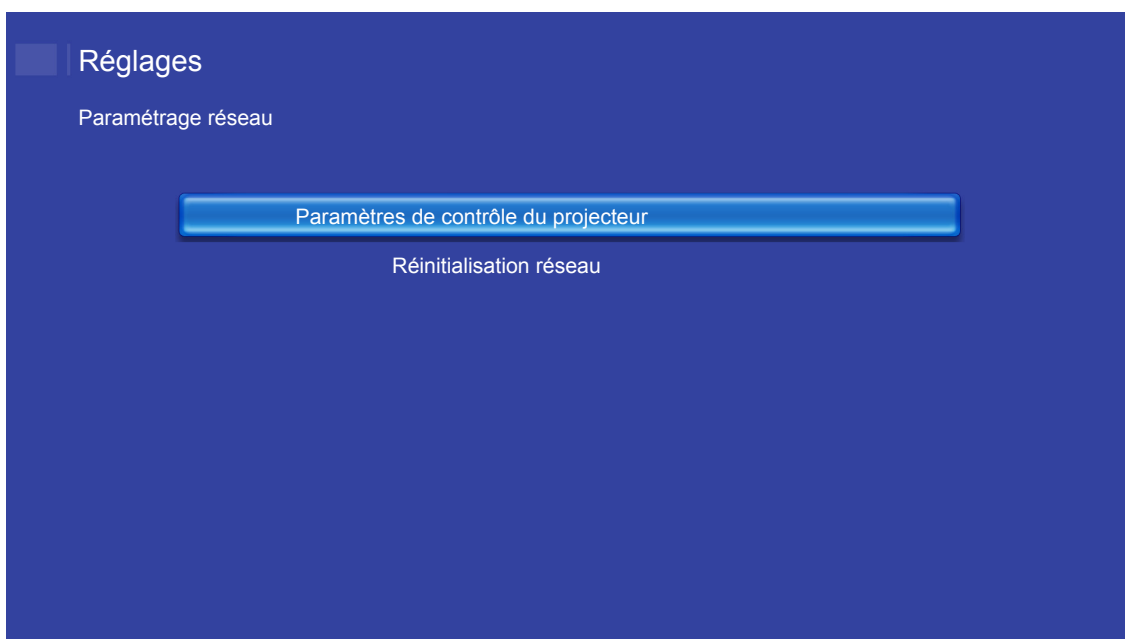 Réglages
Paramétrage réseau
Paramètres de contrôle du projecteur
Réinitialisation réseau